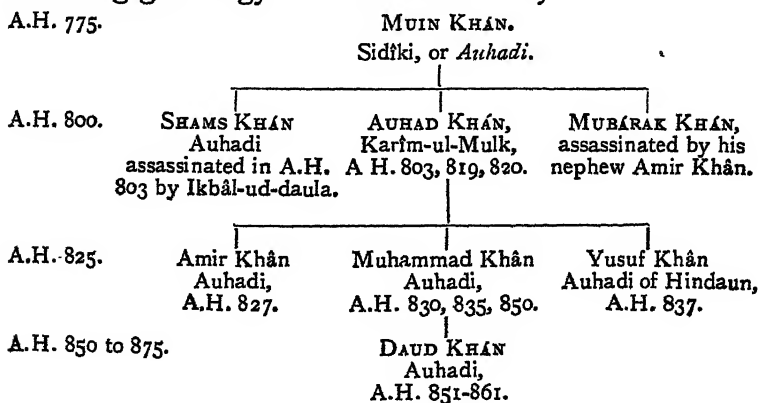 A.H. 775. MUIN KHÁN.
Sidîki, or Auhadi.
A.H. 800. SHAMS KHÁN AUHAD KHÁN, MUBÁRAK KHÁN,
Auhadi Karîm-ul-Mulk, assassinated by his
assassinated in A.H. A H. 803, 819, 820. nephew Amir Khân.
803 by Ikbâl-ud-daula.
A.H. 825. Amir Khân Muhammad Khân Yusuf Khân
Auhadi, Auhadi, Auhadi of Hindaun,
A.H. 827. A.H. 830, 835, 850. A.H. 837.
A.H. 850 to 875. DAUD KHÁN
Auhadi,
A.H. 851-861.